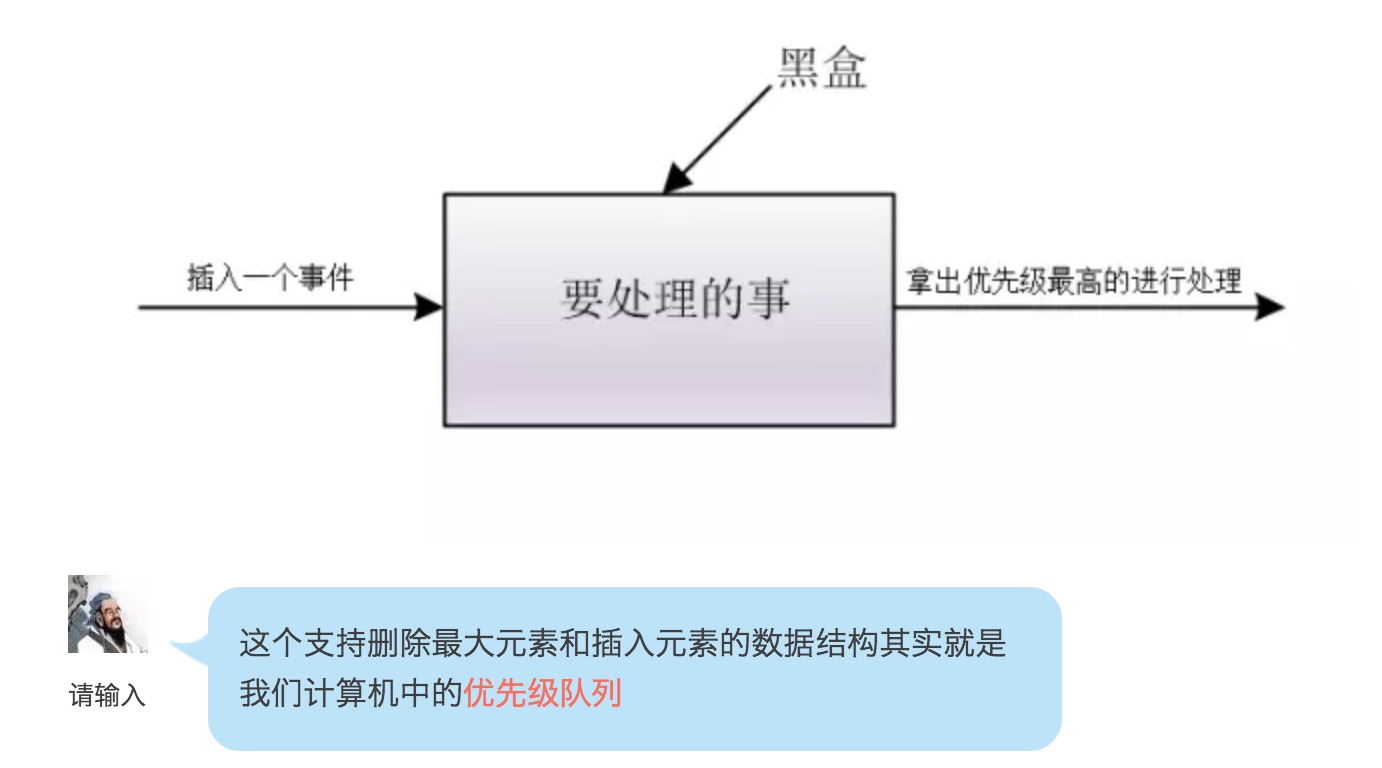 黑盒
插入一个事件
要处理的事
拿出优先级最高的进行处理
这个支持删除最大元素和插入元素的数据结构其实就是
我们计算机中的优先级队列
请输入